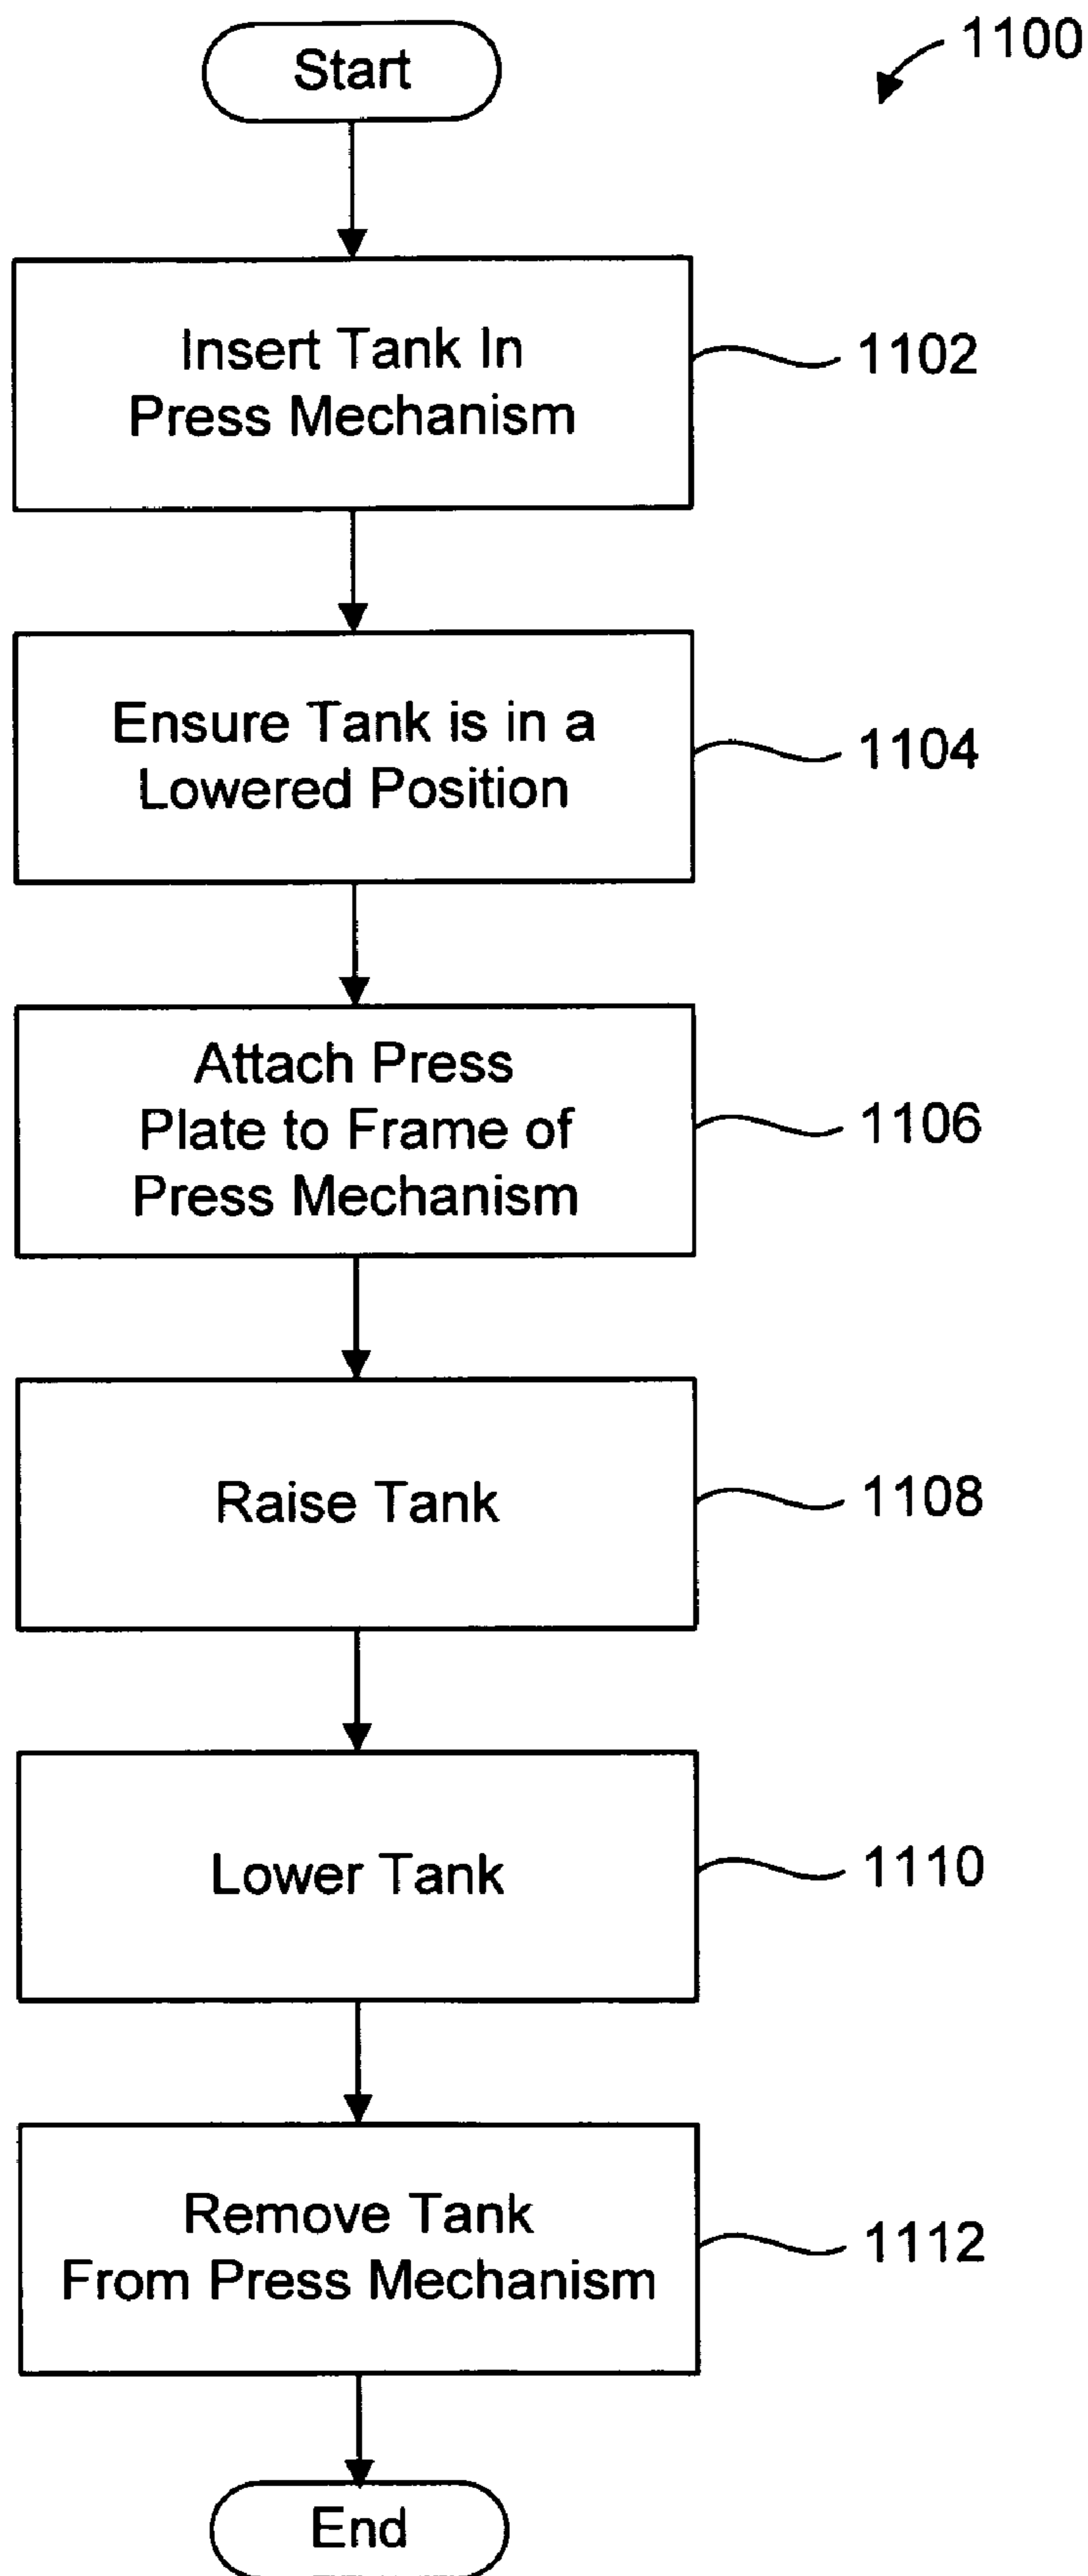 Start
1100
Insert Tank In
Press Mechanism
1102
Ensure Tank is in a
Lowered Position
1104
Attach Press
Plate to Frame of
Press Mechanism
1106
Raise Tank
1108
Lower Tank
1110
Remove Tank
From Press Mechanism
1112
End